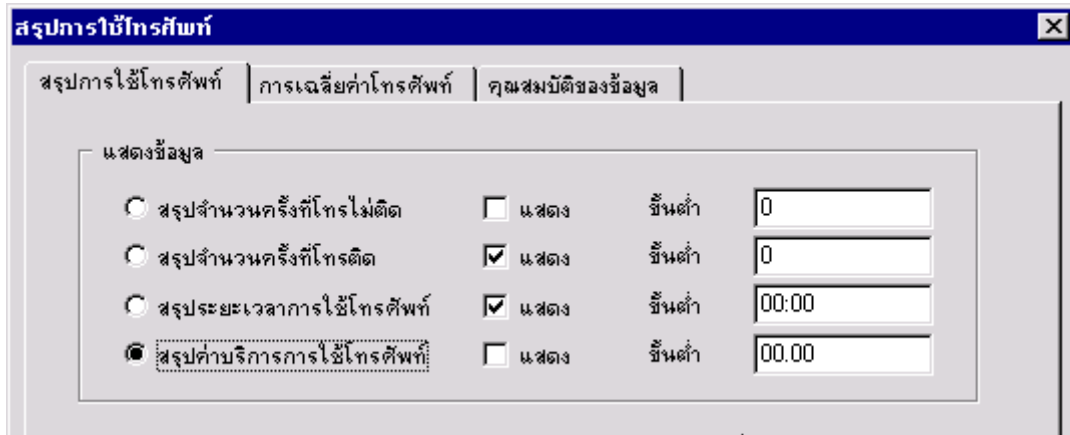 สรุปการใช้โทรศัพท์
สรุปการใช้โทรศัพท์ การเฉลี่ยค่าโทรศัพท์ คุณสมบัติของข้อมูล
แสดงข้อมูล
สรุปจำนวนครั้งที่โทรไม่ติด แสดง ขั้นต่ำ 0
สรุปจำนวนครั้งที่โทรติด แสดง ขั้นต่ำ 0
สรุประยะเวลาการใช้โทรศัพท์ แสดง ขั้นต่ำ 00:00
สรุปค่าบริการการใช้โทรศัพท์ แสดง ขั้นต่ำ 00.00